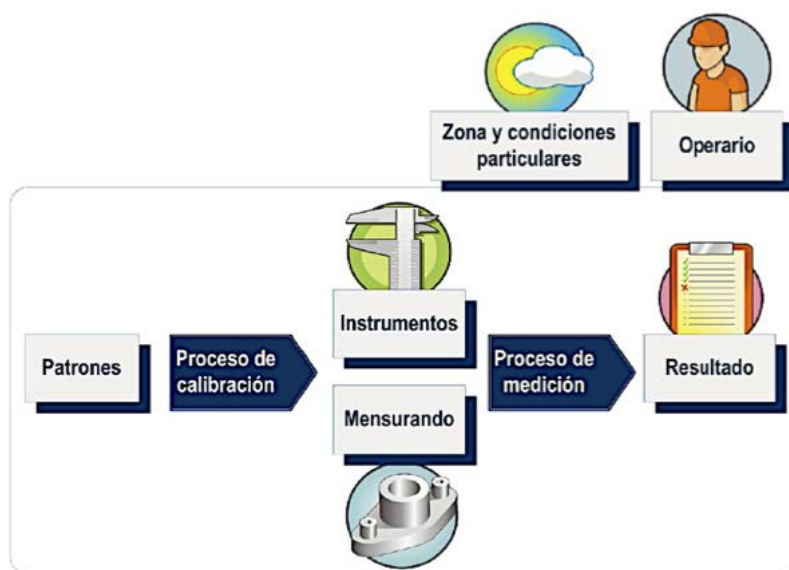 Zona y condiciones
particulares
Operario
Patrones
Proceso de
calibración
Instrumentos
Mensurando
Proceso de
medición
Resultado